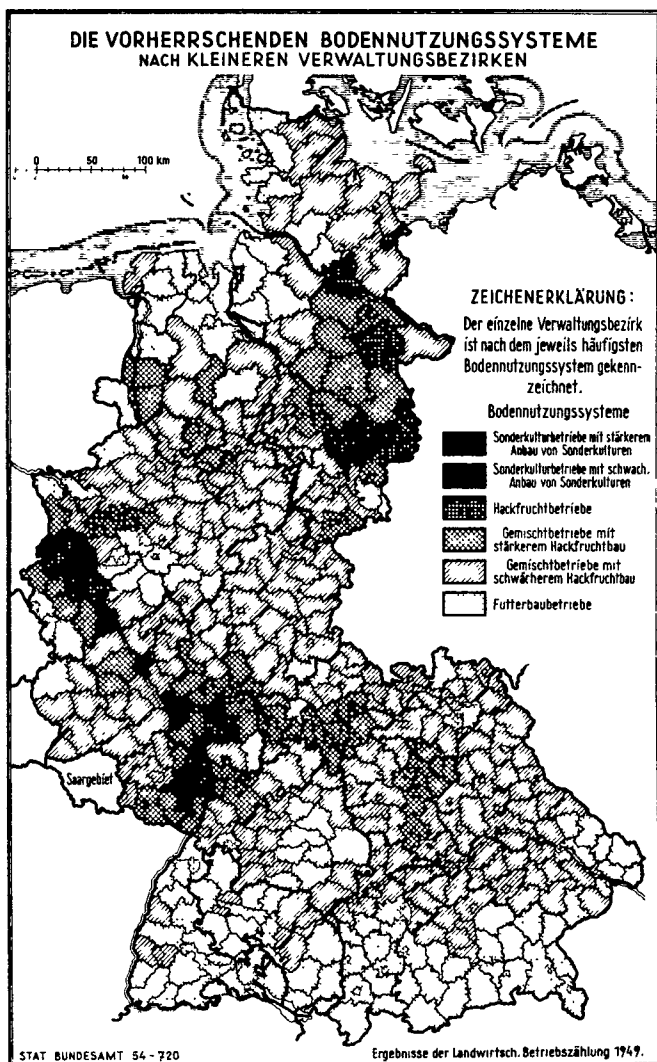 DIE VORHERRSCHENDEN BODENNUTZUNGSSYSTEME
NACH KLEINEREN VERWALTUNGSBEZIRKEN
0 50 100 km
ZEICHENERKLÄRUNG:
Der einzelne Verwaltungsbezirk
ist nach dem jeweils häufigsten
Bodennutzungssystem gekenn-
zeichnet.
Bodennutzungssysteme
Sonderkulturbetriebe mit stärkerem
Anbau von Sonderkulturen
Sonderkulturbetriebe mit schwach.
Anbau von Sonderkulturen
Hackfruchtbetriebe
Gemischtbetriebe mit
stärkerem Hackfruchtbau
Gemischtbetriebe mit
schwächerem Hackfruchtbau
Futterbaubetriebe
Saargebiet
STAT BUNDESAMT 54-720
Ergebnisse der Landwirtsch. Betriebszählung 1949.